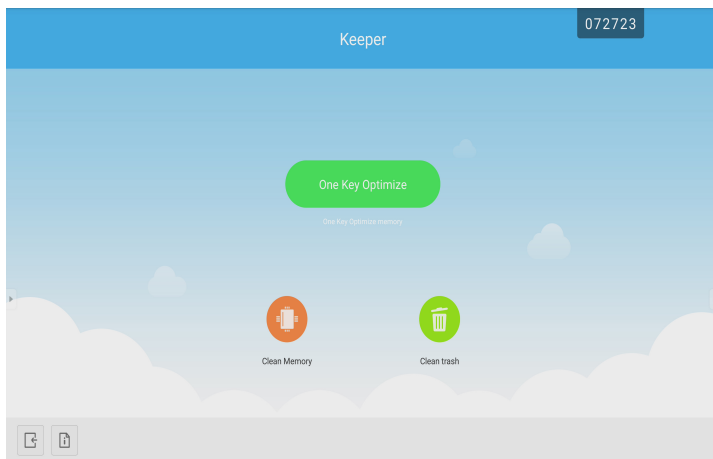 Keeper
072723
One Key Optimize
One Key Optimize memory
Clean Memory
Clean trash